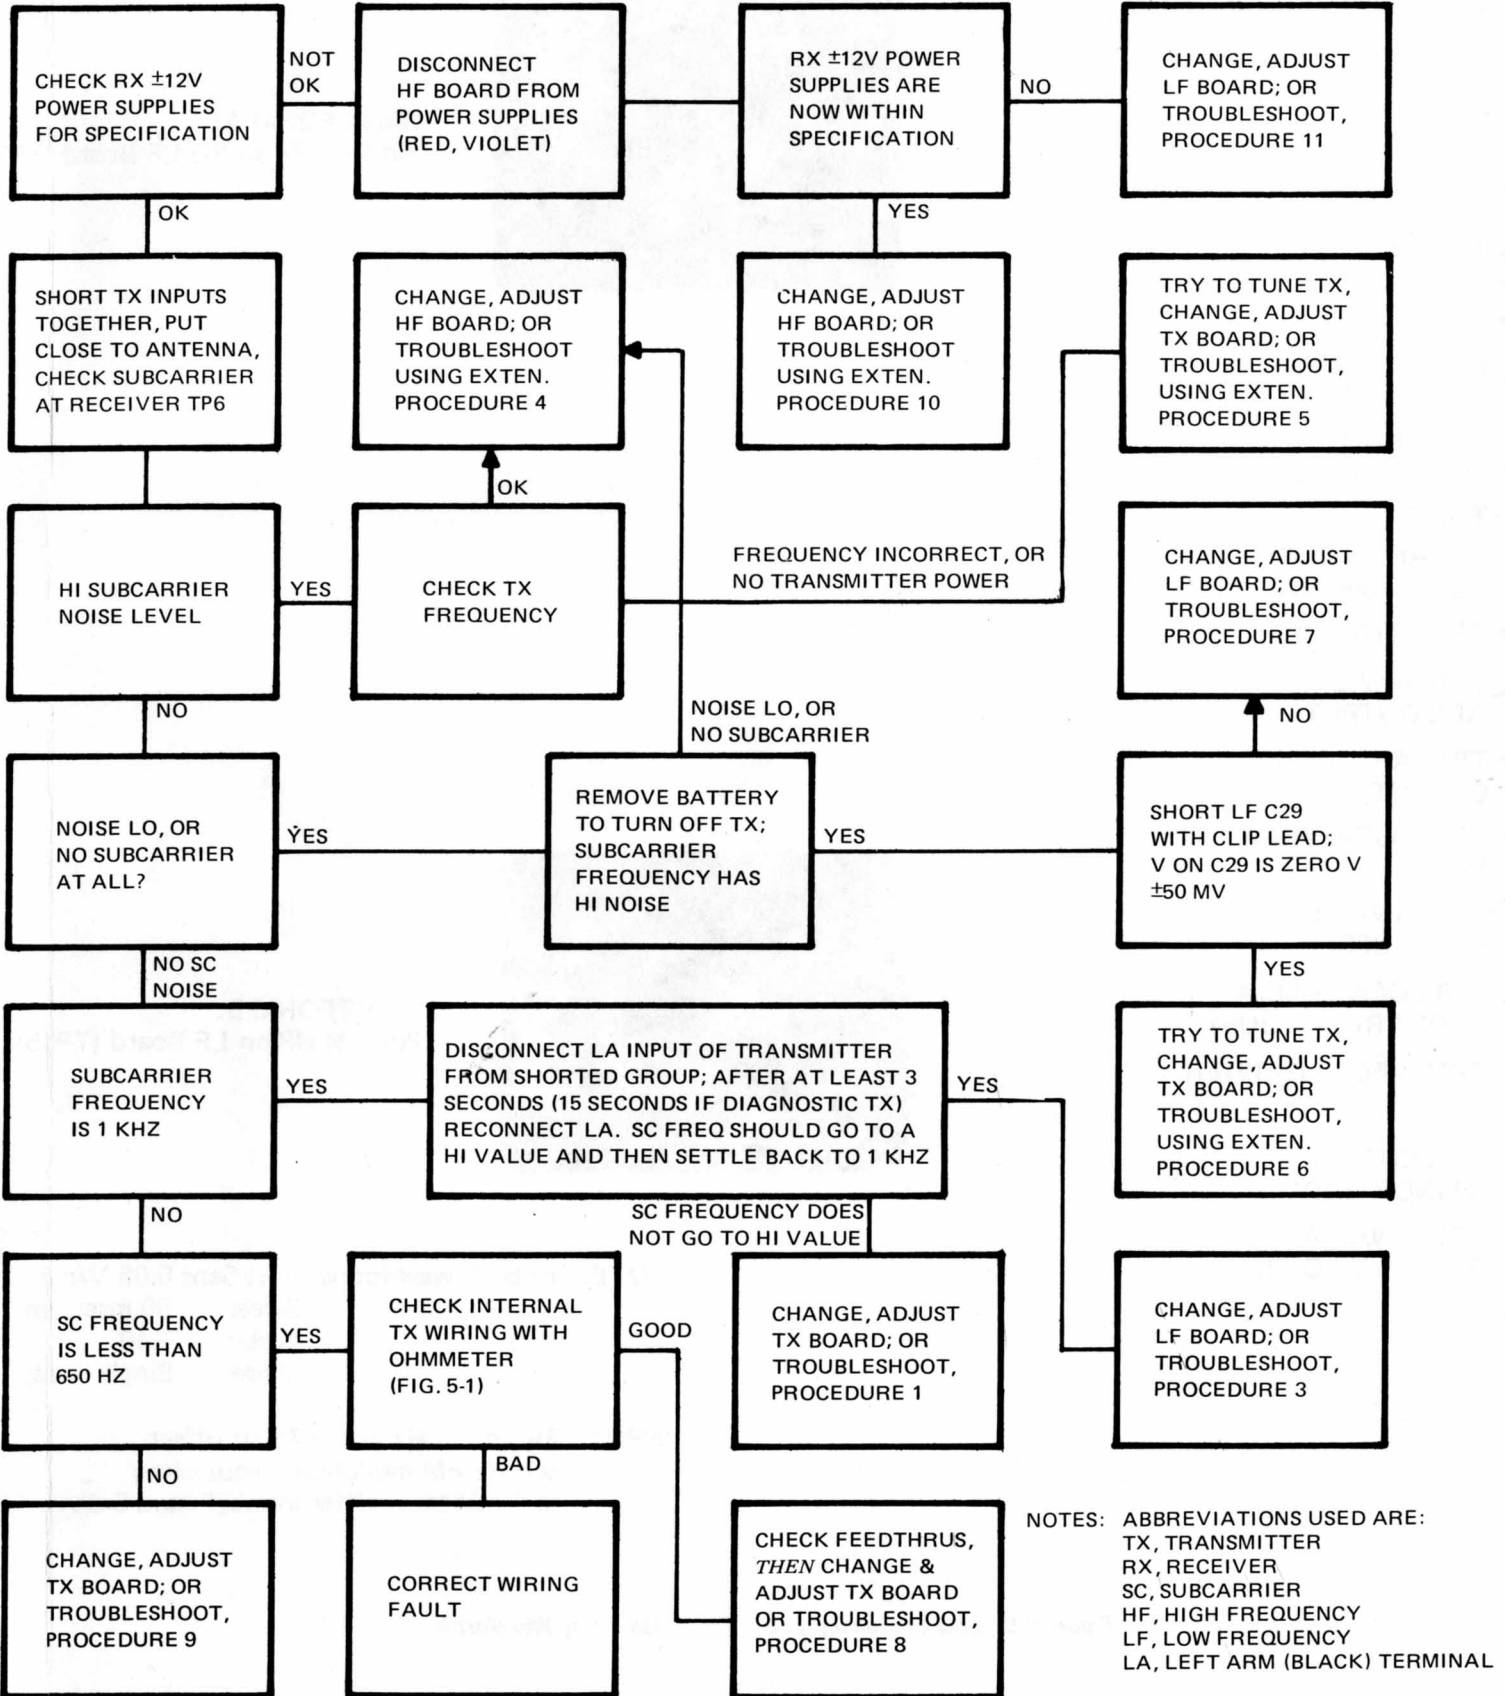 CHECK RX ±12V
POWER SUPPLIES
FOR SPECIFICATION
NOT
OK
DISCONNECT
HF BOARD FROM
POWER SUPPLIES
(RED, VIOLET)
RX ±12V POWER
SUPPLIES ARE
NOW WITHIN
SPECIFICATION
NO
CHANGE, ADJUST
LF BOARD; OR
TROUBLESHOOT,
PROCEDURE 11
OK
YES
SHORT TX INPUTS
TOGETHER, PUT
CLOSE TO ANTENNA,
CHECK SUBCARRIER
AT RECEIVER TP6
CHANGE, ADJUST
HF BOARD; OR
TROUBLESHOOT
USING EXTEN.
PROCEDURE 4
CHANGE, ADJUST
HF BOARD; OR
TROUBLESHOOT
USING EXTEN.
PROCEDURE 10
TRY TO TUNE TX,
CHANGE, ADJUST
TX BOARD; OR
TROUBLESHOOT,
USING EXTEN.
PROCEDURE 5
OK
HI SUBCARRIER
NOISE LEVEL
YES
CHECK TX
FREQUENCY
FREQUENCY INCORRECT, OR
NO TRANSMITTER POWER
CHANGE, ADJUST
LF BOARD; OR
TROUBLESHOOT,
PROCEDURE 7
NO
NOISE LO, OR
NO SUBCARRIER
NO
NOISE LO, OR
NO SUBCARRIER
AT ALL?
YES
REMOVE BATTERY
TO TURN OFF TX;
SUBCARRIER
FREQUENCY HAS
HI NOISE
YES
SHORT LF C29
WITH CLIP LEAD;
V ON C29 IS ZERO V
±50 MV
NO SC
NOISE
YES
SUBCARRIER
FREQUENCY
IS 1 KHZ
YES
DISCONNECT LA INPUT OF TRANSMITTER
FROM SHORTED GROUP; AFTER AT LEAST 3
SECONDS (15 SECONDS IF DIAGNOSTIC TX)
RECONNECT LA. SC FREQ SHOULD GO TO A
HI VALUE AND THEN SETTLE BACK TO 1 KHZ
YES
TRY TO TUNE TX,
CHANGE, ADJUST
TX BOARD; OR
TROUBLESHOOT,
USING EXTEN.
PROCEDURE 6
NO
SC FREQUENCY DOES
NOT GO TO HI VALUE
SC FREQUENCY
IS LESS THAN
650 HZ
YES
CHECK INTERNAL
TX WIRING WITH
OHMMETER
(FIG. 5-1)
GOOD
CHANGE, ADJUST
TX BOARD; OR
TROUBLESHOOT,
PROCEDURE 1
CHANGE, ADJUST
LF BOARD; OR
TROUBLESHOOT,
PROCEDURE 3
NO
BAD
CHANGE, ADJUST
TX BOARD; OR
TROUBLESHOOT,
PROCEDURE 9
CORRECT WIRING
FAULT
CHECK FEEDTHRUS,
THEN CHANGE &
ADJUST TX BOARD
OR TROUBLESHOOT,
PROCEDURE 8
NOTES: ABBREVIATIONS USED ARE:
TX, TRANSMITTER
RX, RECEIVER
SC, SUBCARRIER
HF, HIGH FREQUENCY
LF, LOW FREQUENCY
LA, LEFT ARM (BLACK) TERMINAL